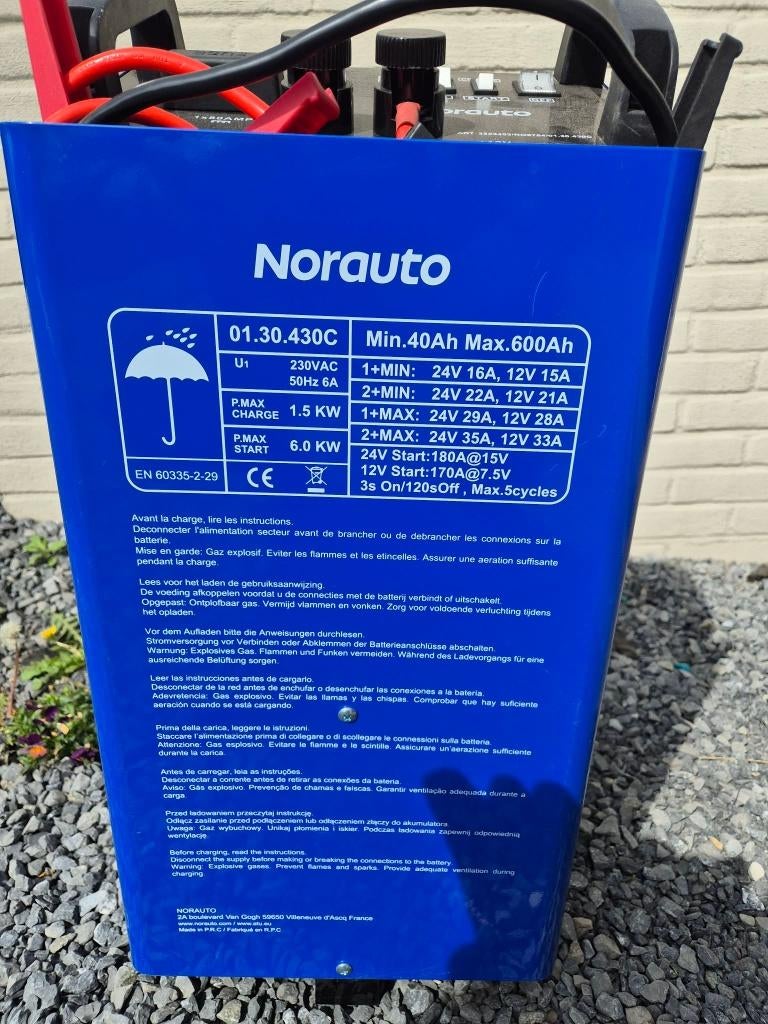 1x80AMP
START
OFF
Norauto
Norauto
01.30.430C
Min.40Ah Max.600Ah
U1 230VAC
50Hz 6A
1+MIN: 24V 16A, 12V 15A
2+MIN: 24V 22A, 12V 21A
P.MAX
CHARGE 1.5 KW
1+MAX: 24V 29A, 12V 28A
2+MAX: 24V 35A, 12V 33A
P.MAX
START 6.0 KW
24V Start:180A@15V
12V Start:170A@7.5V
3s On/120sOff , Max.5cycles
EN 60335-2-29
CE
Avant la charge, lire les instructions.
Deconnecter l'alimentation secteur avant de brancher ou de debrancher les connexions sur la
batterie.
Mise en garde: Gaz explosif. Eviter les flammes et les etincelles. Assurer une aeration suffisante
pendant la charge.
Lees voor het laden de gebruiksaanwijzing.
De voeding afkoppelen voordat u de connecties met de batterij verbindt of uitschakelt.
Opgepast: Ontplofbaar gas. Vermijd vlammen en vonken. Zorg voor voldoende verluchting tijdens
het opladen.
Vor dem Aufladen bitte die Anweisungen durchlesen.
Stromversorgung vor Verbinden oder Abklemmen der Batterieanschlüsse abschalten.
Warnung: Explosives Gas. Flammen und Funken vermeiden. Während des Ladevorgangs für eine
ausreichende Belüftung sorgen.
Leer las instrucciones antes de cargarlo.
Desconectar de la red antes de enchufar o desenchufar las conexiones a la batería.
Adevretencia: Gas explosivo. Evitar las llamas y las chispas. Comprobar que hay suficiente
aeración cuando se está cargando.
Prima della carica, leggere le istruzioni.
Staccare l'alimentazione prima di collegare o di scollegare le connessioni sulla batteria.
Attenzione: Gas esplosivo. Evitare le fiamme e le scintille. Assicurare un'aerazione sufficiente
durante la carica.
Antes de carregar, leia as instruções.
Desconectar a corrente antes de retirar as conexões da bateria.
Aviso: Gás explosivo. Prevenção de chamas e faíscas. Garantir ventilação adequada durante a
carga.
Przed ładowaniem przeczytaj instrukcję.
Odłącz zasilanie przed podłączeniem lub odłączeniem złączy do akumulatora.
Uwaga: Gaz wybuchowy. Unikaj płomienia i iskier. Podczas ładowania zapewnij odpowiednią
wentylację.
Before charging, read the instructions.
Disconnect the supply before making or breaking the connections to the battery.
Warning: Explosive gases. Prevent flames and sparks. Provide adequate ventilation during
charging.
NORAUTO
2A boulevard Van Gogh 59650 Villeneuve d'Ascq France
www.norauto.com / www.atu.eu
Made in P.R.C / Fabriqué en R.P.C